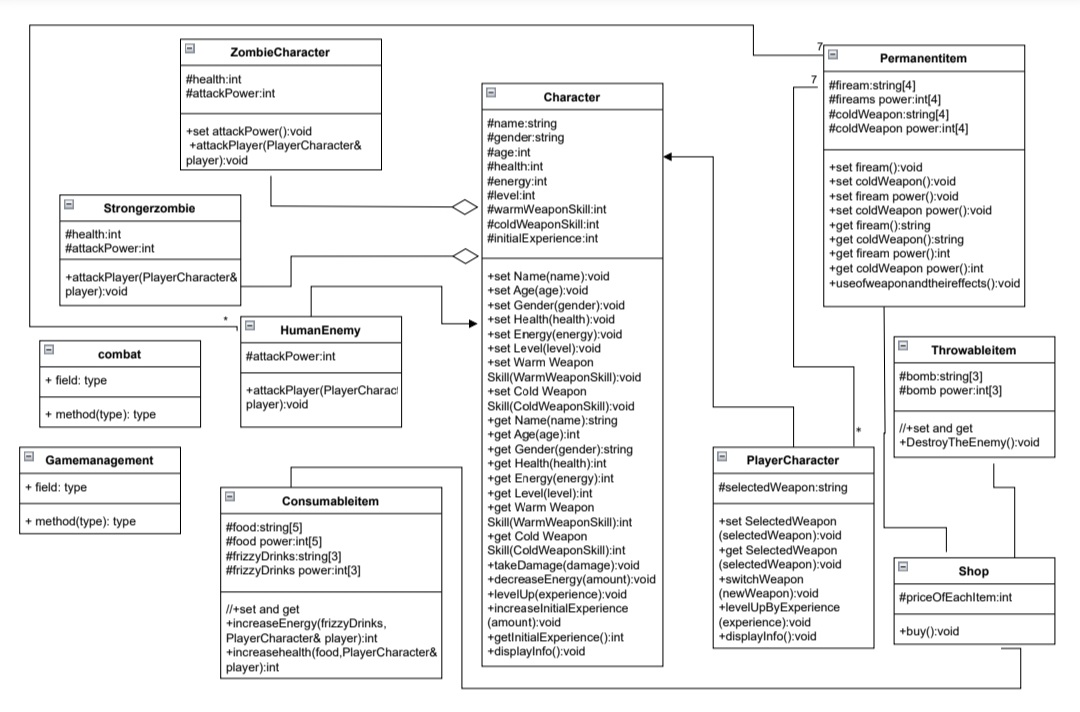 ZombieCharacter
#health:int
#attackPower:int
+set attackPower():void
+attackPlayer(PlayerCharacter&
player):void
Strongerzombie
#health:int
#attackPower:int
+attackPlayer(PlayerCharacter&
player):void
*
HumanEnemy
#attackPower:int
+attackPlayer(PlayerCharac
player):void
combat
+ field: type
+ method(type): type
Gamemanagement
+ field: type
+ method(type): type
Consumableitem
#food:string[5]
#food power:int[5]
#frizzyDrinks:string[3]
#frizzyDrinks power:int[3]
//+set and get
+increaseEnergy(frizzyDrinks,
PlayerCharacter& player):int
+increasehealth(food,PlayerCharacter&
player):int
Character
#name:string
#gender:string
#age:int
#health:int
#energy:int
#level:int
#warmWeaponSkill:int
#coldWeaponSkill:int
#initialExperience:int
+set Name(name):void
+set Age(age):void
+set Gender(gender):void
+set Health(health):void
+set Energy(energy):void
+set Level(level):void
+set Warm Weapon
Skill(WarmWeaponSkill):void
+set Cold Weapon
Skill(ColdWeaponSkill):void
+get Name(name):string
+get Age(age):int
+get Gender(gender):string
+get Health(health):int
+get Energy(energy):int
+get Level(level):int
+get Warm Weapon
Skill(WarmWeaponSkill):int
+get Cold Weapon
Skill(ColdWeaponSkill):int
+takeDamage(damage):void
+decreaseEnergy(amount):void
+levelUp(experience):void
+increaseInitialExperience
(amount):void
+getInitialExperience():int
+displayInfo():void
7
7
Permanentitem
#firearm:string[4]
#fireams power:int[4]
#coldWeapon:string[4]
#coldWeapon power:int[4]
+set fiream():void
+set coldWeapon():void
+set fiream power():void
+set coldWeapon power():void
+get fiream():string
+get coldWeapon():string
+get fiream power():int
+get coldWeapon power():int
+useofweaponandtheireffects():void
Throwableitem
#bomb:string[3]
#bomb power:int[3]
//+set and get
+DestroyTheEnemy():void
*
PlayerCharacter
#selectedWeapon:string
+set SelectedWeapon
(selectedWeapon):void
+get SelectedWeapon
(selectedWeapon):void
+switchWeapon
(newWeapon):void
+levelUpByExperience
(experience):void
+displayInfo():void
Shop
#priceOfEachItem:int
+buy():void